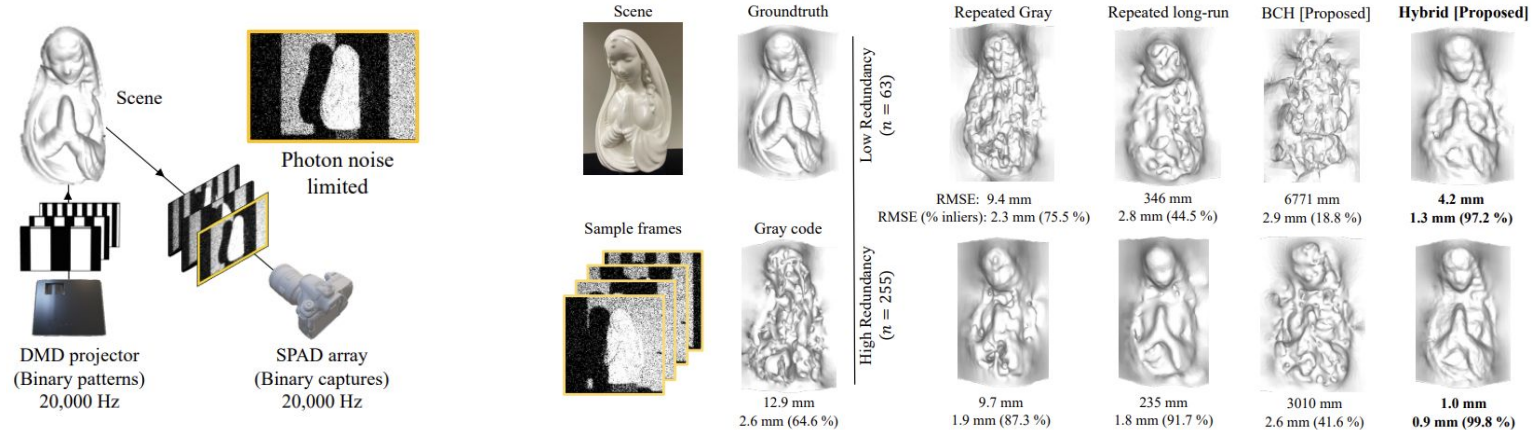 Scene
Photon noise
limited
DMD projector
(Binary patterns)
20,000 Hz
SPAD array
(Binary captures)
20,000 Hz
Scene
Groundtruth
Repeated Gray
Repeated long-run
BCH [Proposed]
Hybrid [Proposed]
Low Redundancy
(n = 63)
RMSE: 9.4 mm
346 mm
6771 mm
4.2 mm
RMSE (% inliers): 2.3 mm (75.5 %)
2.8 mm (44.5 %)
2.9 mm (18.8 %)
1.3 mm (97.2 %)
Sample frames
Gray code
High Redundancy
(n = 255)
12.9 mm
9.7 mm
235 mm
3010 mm
1.0 mm
2.6 mm (64.6 %)
1.9 mm (87.3 %)
1.8 mm (91.7 %)
2.6 mm (41.6 %)
0.9 mm (99.8 %)